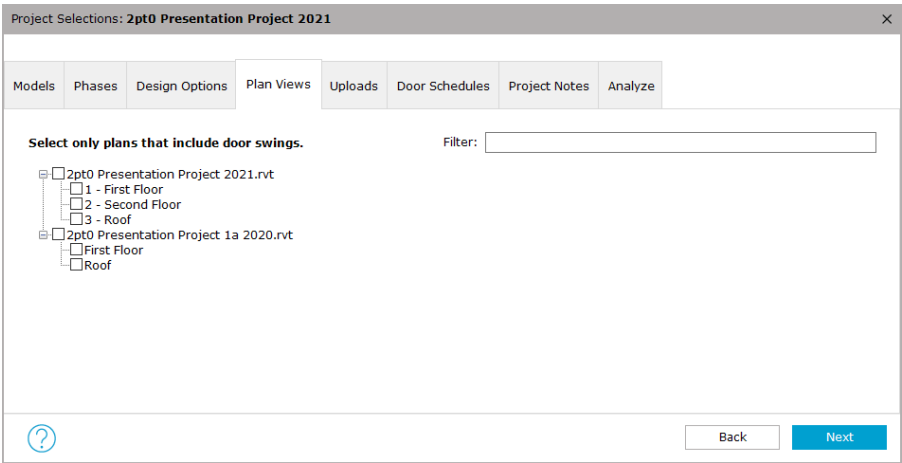 Project Selections: 2pt0 Presentation Project 2021
Models Phases Design Options Plan Views Uploads Door Schedules Project Notes Analyze
Select only plans that include door swings. Filter:
2pt0 Presentation Project 2021.rvt
1 - First Floor
2 - Second Floor
3 - Roof
2pt0 Presentation Project 1a 2020.rvt
First Floor
Roof
? Back Next